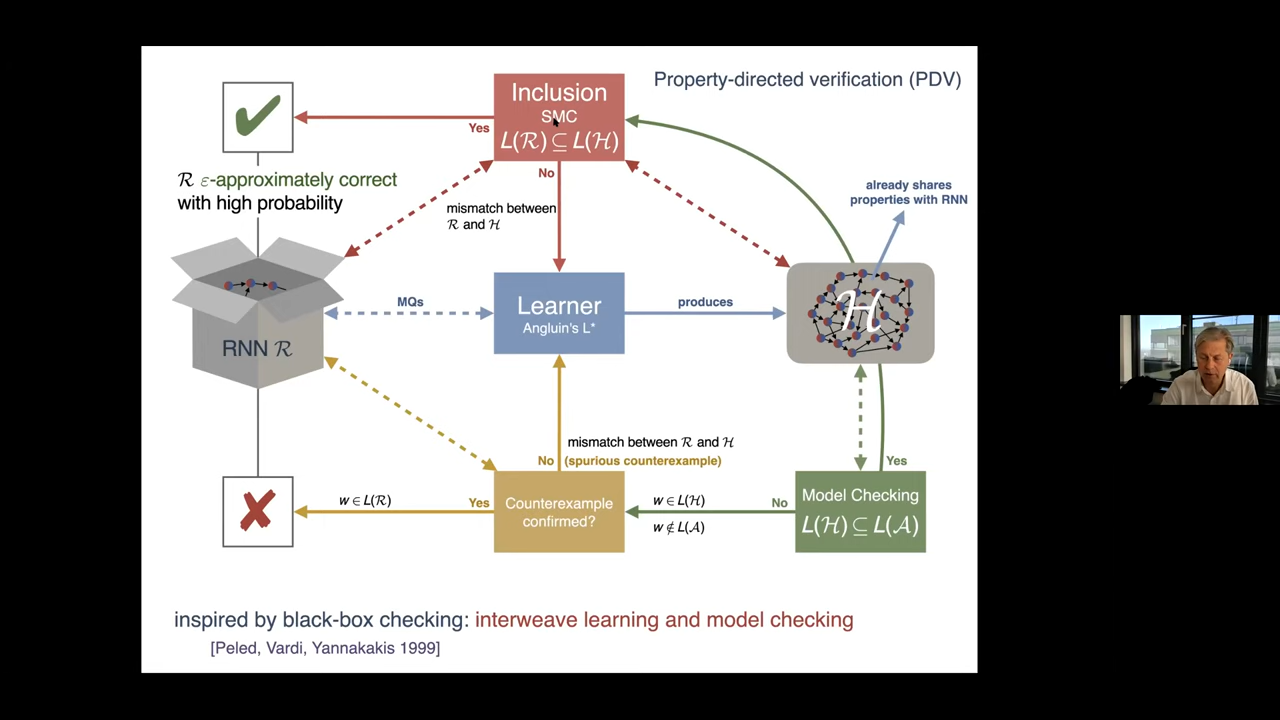 Property-directed verification (PDV)
Inclusion
SMC
L(ℛ) ⊆ L(ℋ)
Yes
No
ℛ ε-approximately correct
with high probability
mismatch between
ℛ and ℋ
already shares
properties with RNN
RNN ℛ
MQs
Learner
Angluin's L*
produces
ℋ
mismatch between ℛ and ℋ
No (spurious counterexample)
Yes
w ∈ L(ℛ)
Yes
Counterexample
confirmed?
w ∈ L(ℋ)
w ∉ L(𝒜)
No
Model Checking
L(ℋ) ⊆ L(𝒜)
inspired by black-box checking: interweave learning and model checking
[Peled, Vardi, Yannakakis 1999]